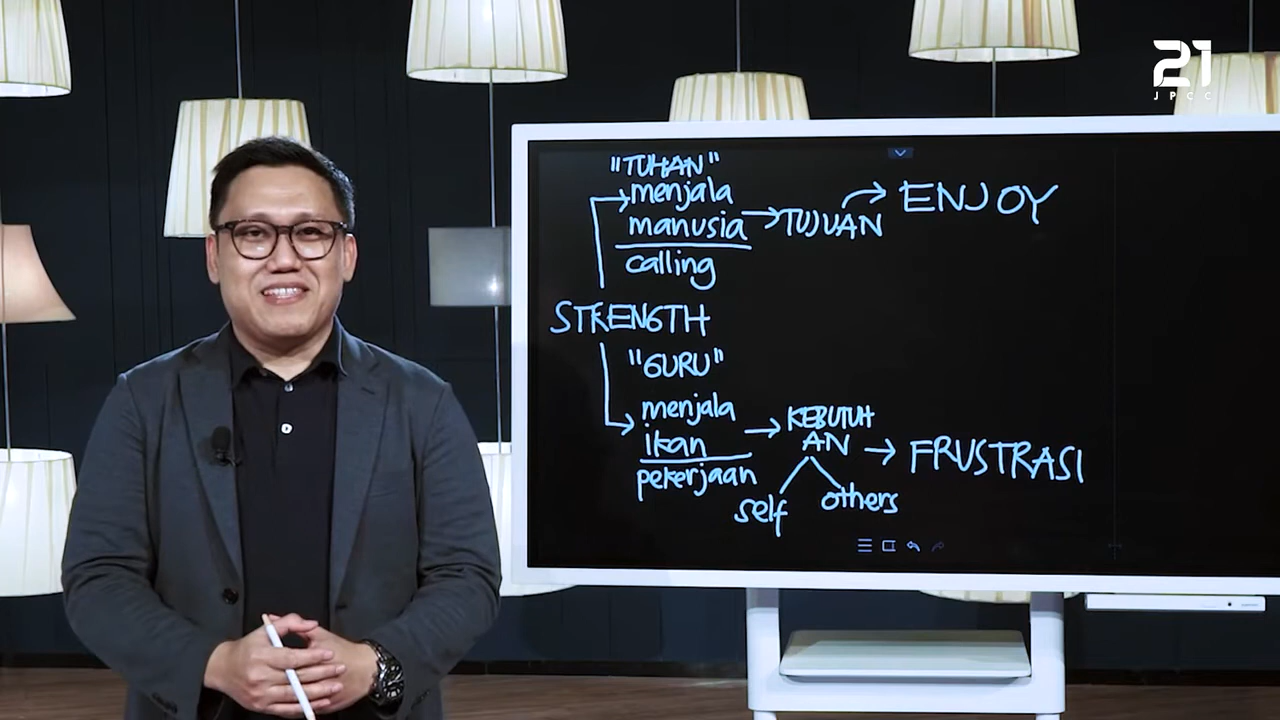 21
JPCC
"TUHAN"
menjala
manusia → TUJUAN → ENJOY
calling
STRENGTH
"GURU"
menjala
ikan → KEBUTUH
AN → FRUSTRASI
pekerjaan
self others